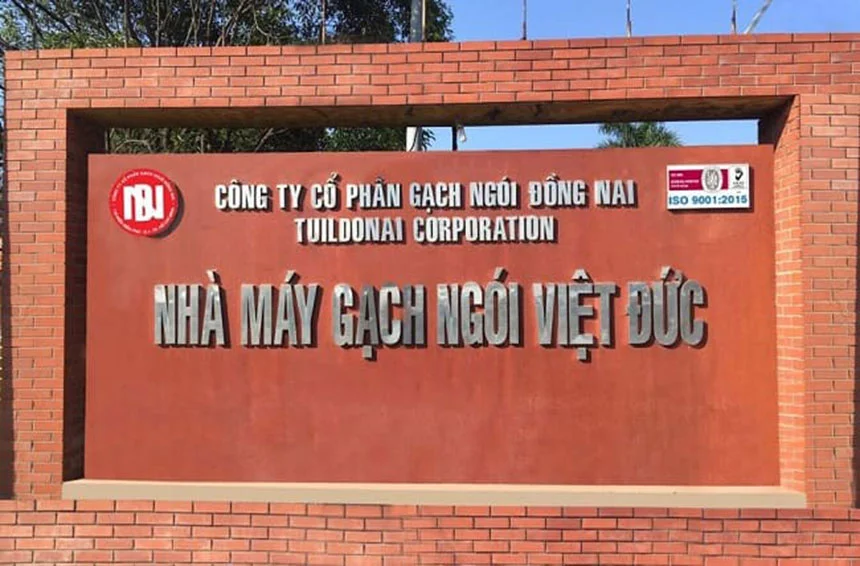 CÔNG TY CỔ PHẦN GẠCH NGÓI ĐỒNG NAI
TUILDONAI CORPORATION
ISO 9001:2015
NHÀ MÁY GẠCH NGÓI VIỆT ĐỨC